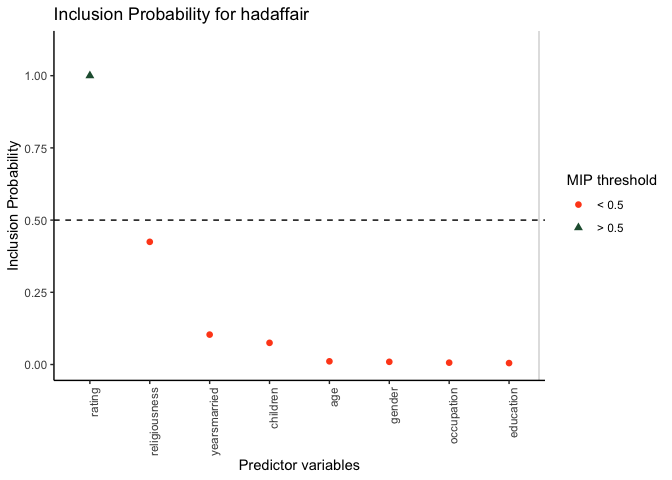 Inclusion Probability for hadaffair
Inclusion Probability
1.00
0.75
0.50
0.25
0.00
rating
religiousness
yearsmarried
children
age
gender
occupation
education
Predictor variables
MIP threshold
< 0.5
> 0.5